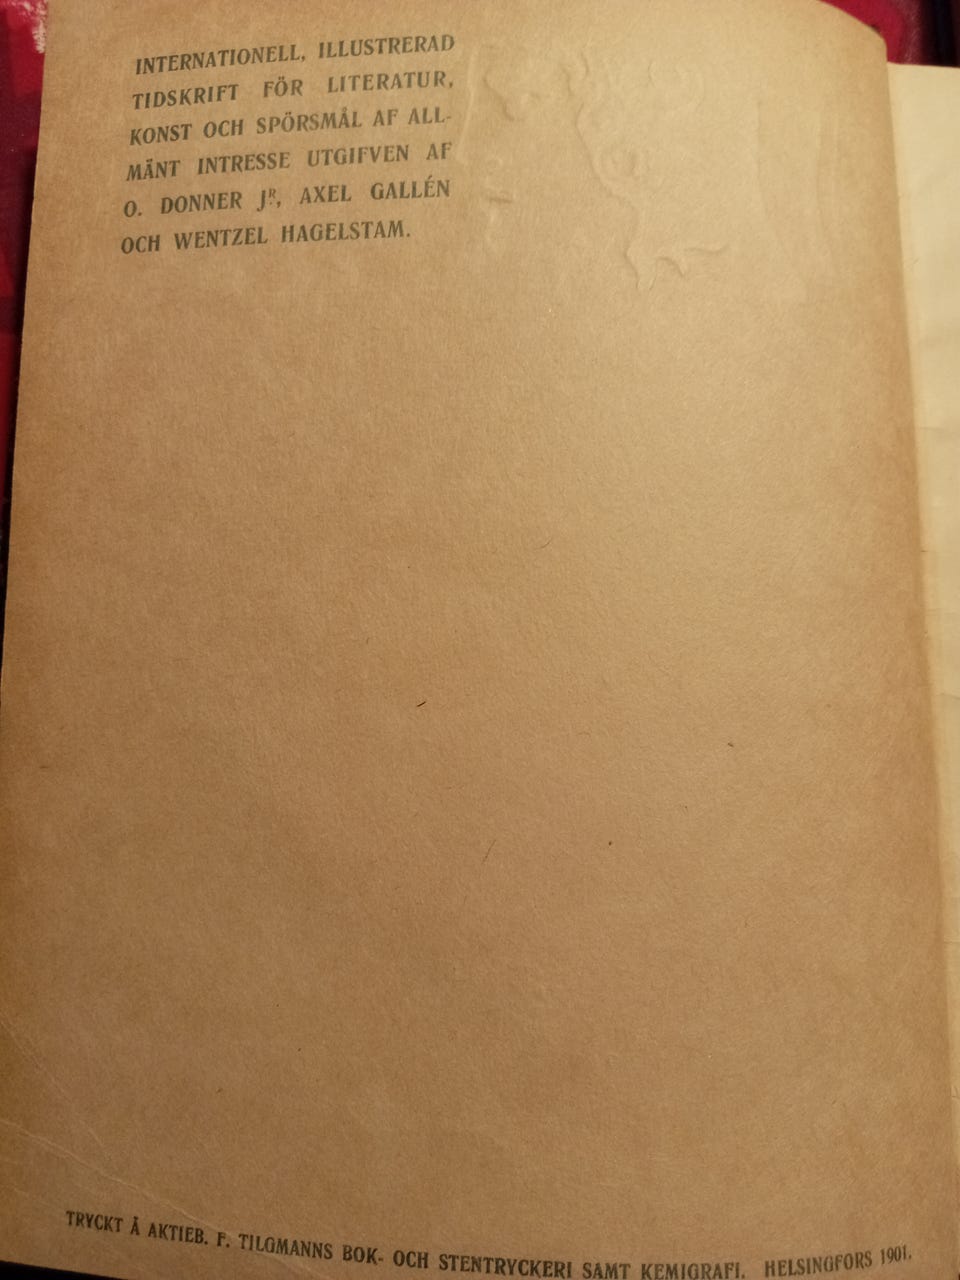 INTERNATIONELL, ILLUSTRERAD
TIDSKRIFT FÖR LITERATUR,
KONST OCH SPÖRSMÅL AF ALL-
MÄNT INTRESSE UTGIFVEN AF
O. DONNER JR, AXEL GALLÉN
OCH WENTZEL HAGELSTAM.
TRYCKT Å AKTIEB. F. TILGMANNS BOK- OCH STENTRYCKERI SAMT KEMIGRAFI. HELSINGFORS 1901.